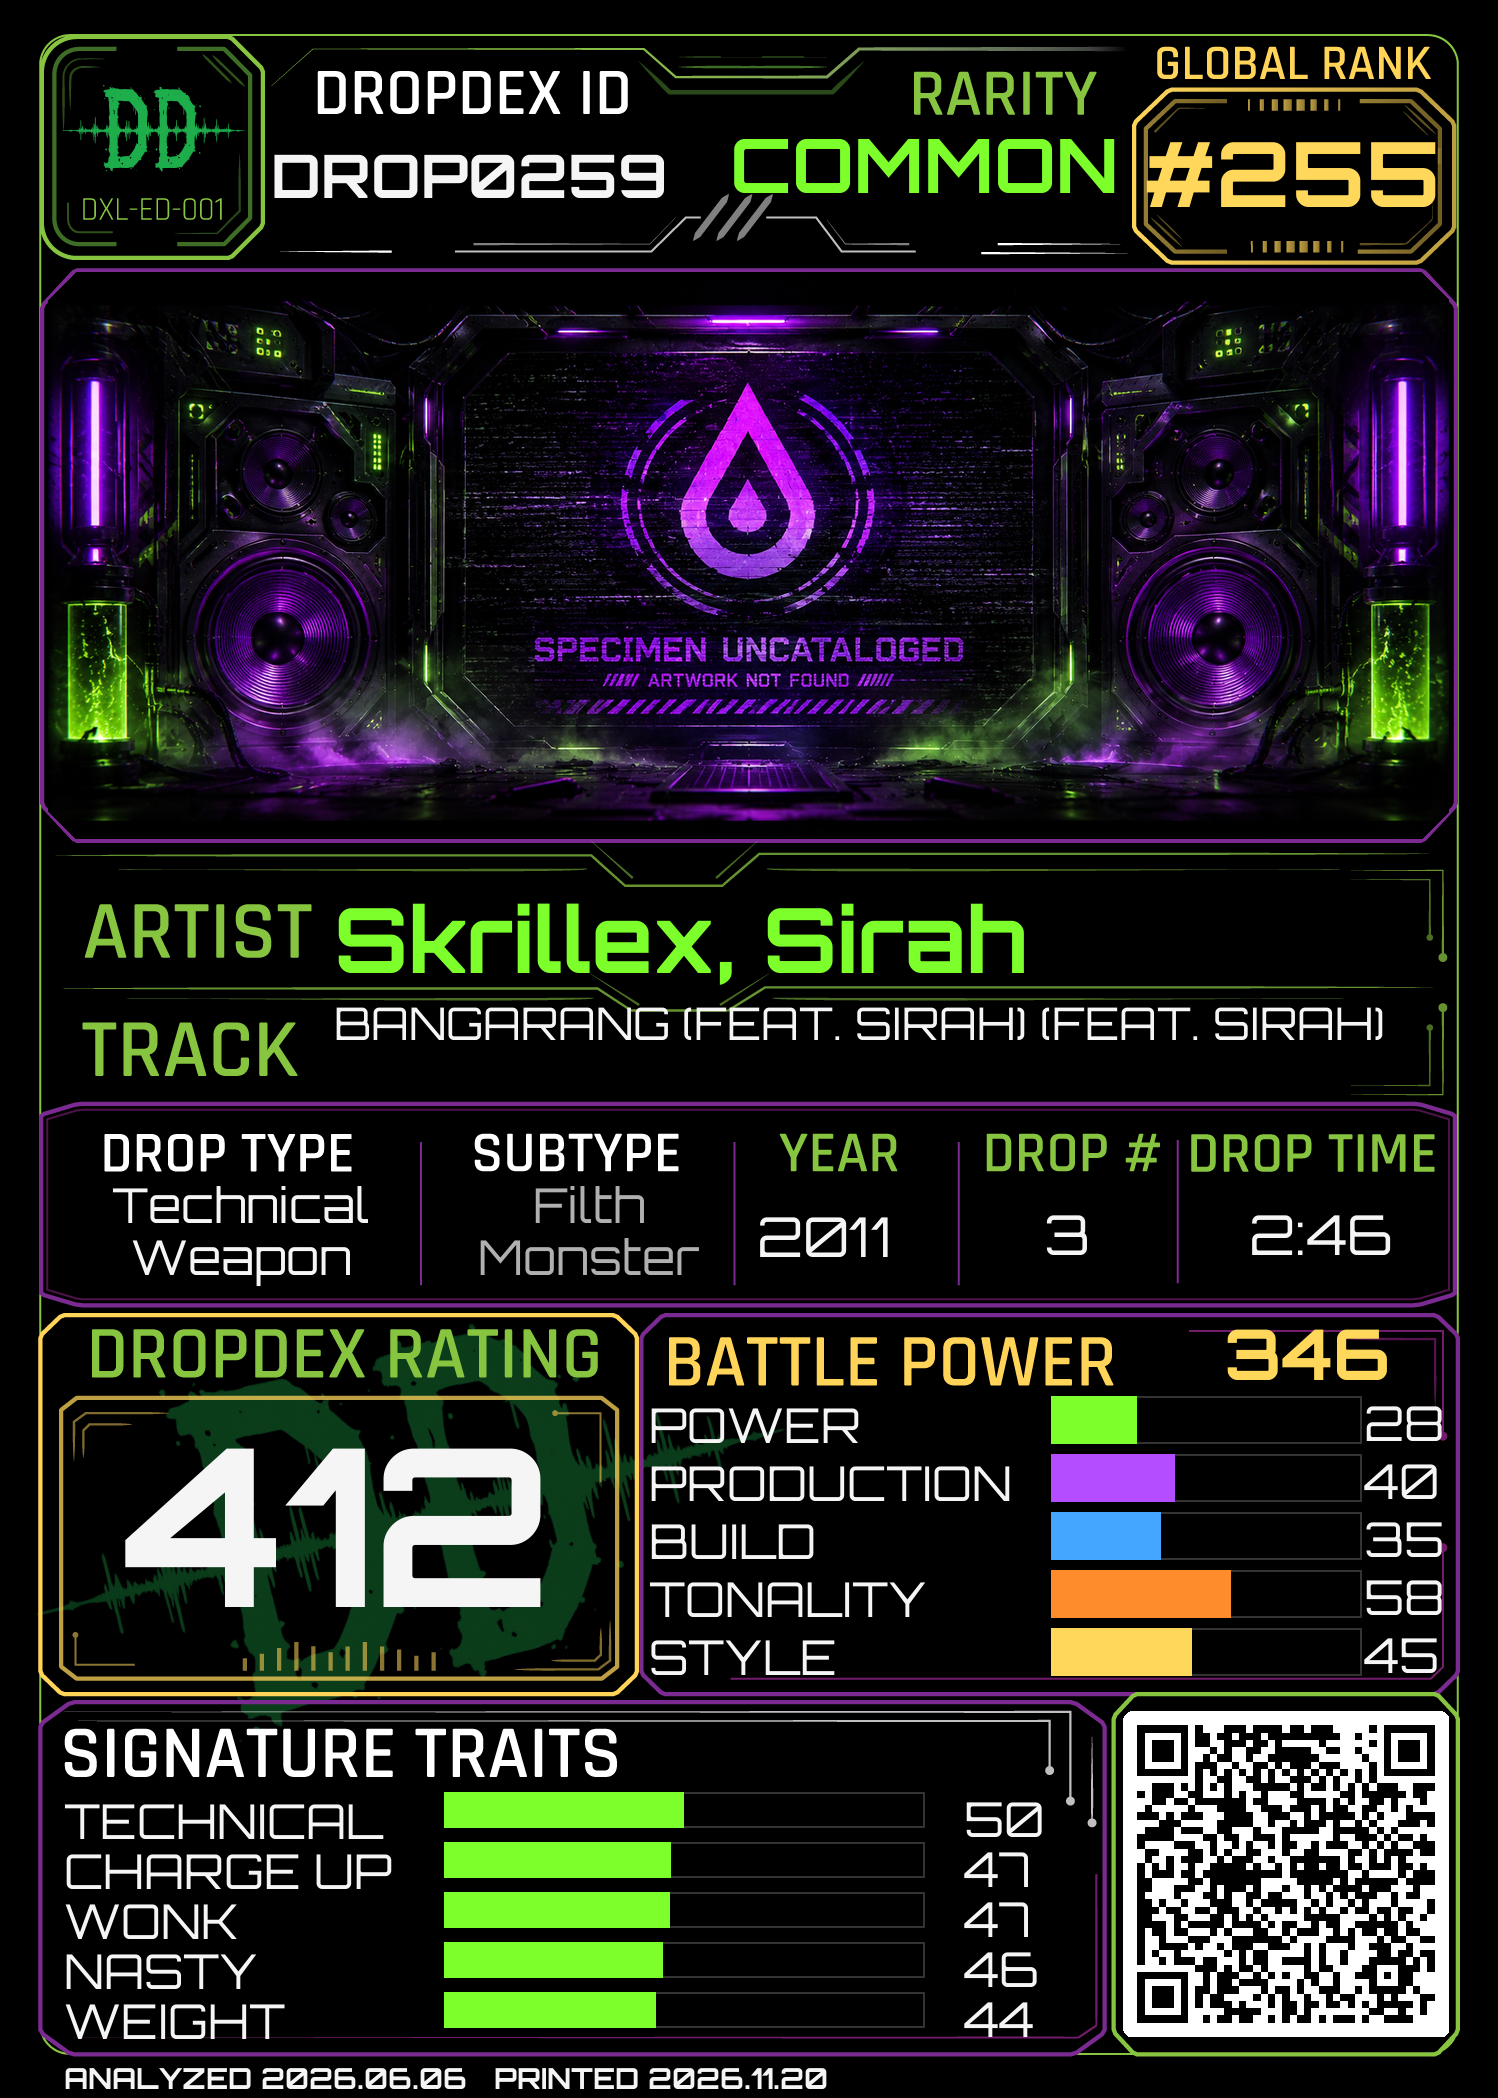 DD
DXL-ED-001
DROPDEX ID
DROP0259
RARITY
COMMON
GLOBAL RANK
#255
SPECIMEN UNCATALOGED
///// ARTWORK NOT FOUND /////
ARTIST Skrillex, Sirah
TRACK BANGARANG (FEAT. SIRAH) (FEAT. SIRAH)
DROP TYPE
Technical
Weapon
SUBTYPE
Filth
Monster
YEAR
2011
DROP #
3
DROP TIME
2:46
DROPDEX RATING
412
BATTLE POWER 346
POWER 28
PRODUCTION 40
BUILD 35
TONALITY 58
STYLE 45
SIGNATURE TRAITS
TECHNICAL 50
CHARGE UP 47
WONK 47
NASTY 46
WEIGHT 44
ANALYZED 2026.06.06 PRINTED 2026.11.20